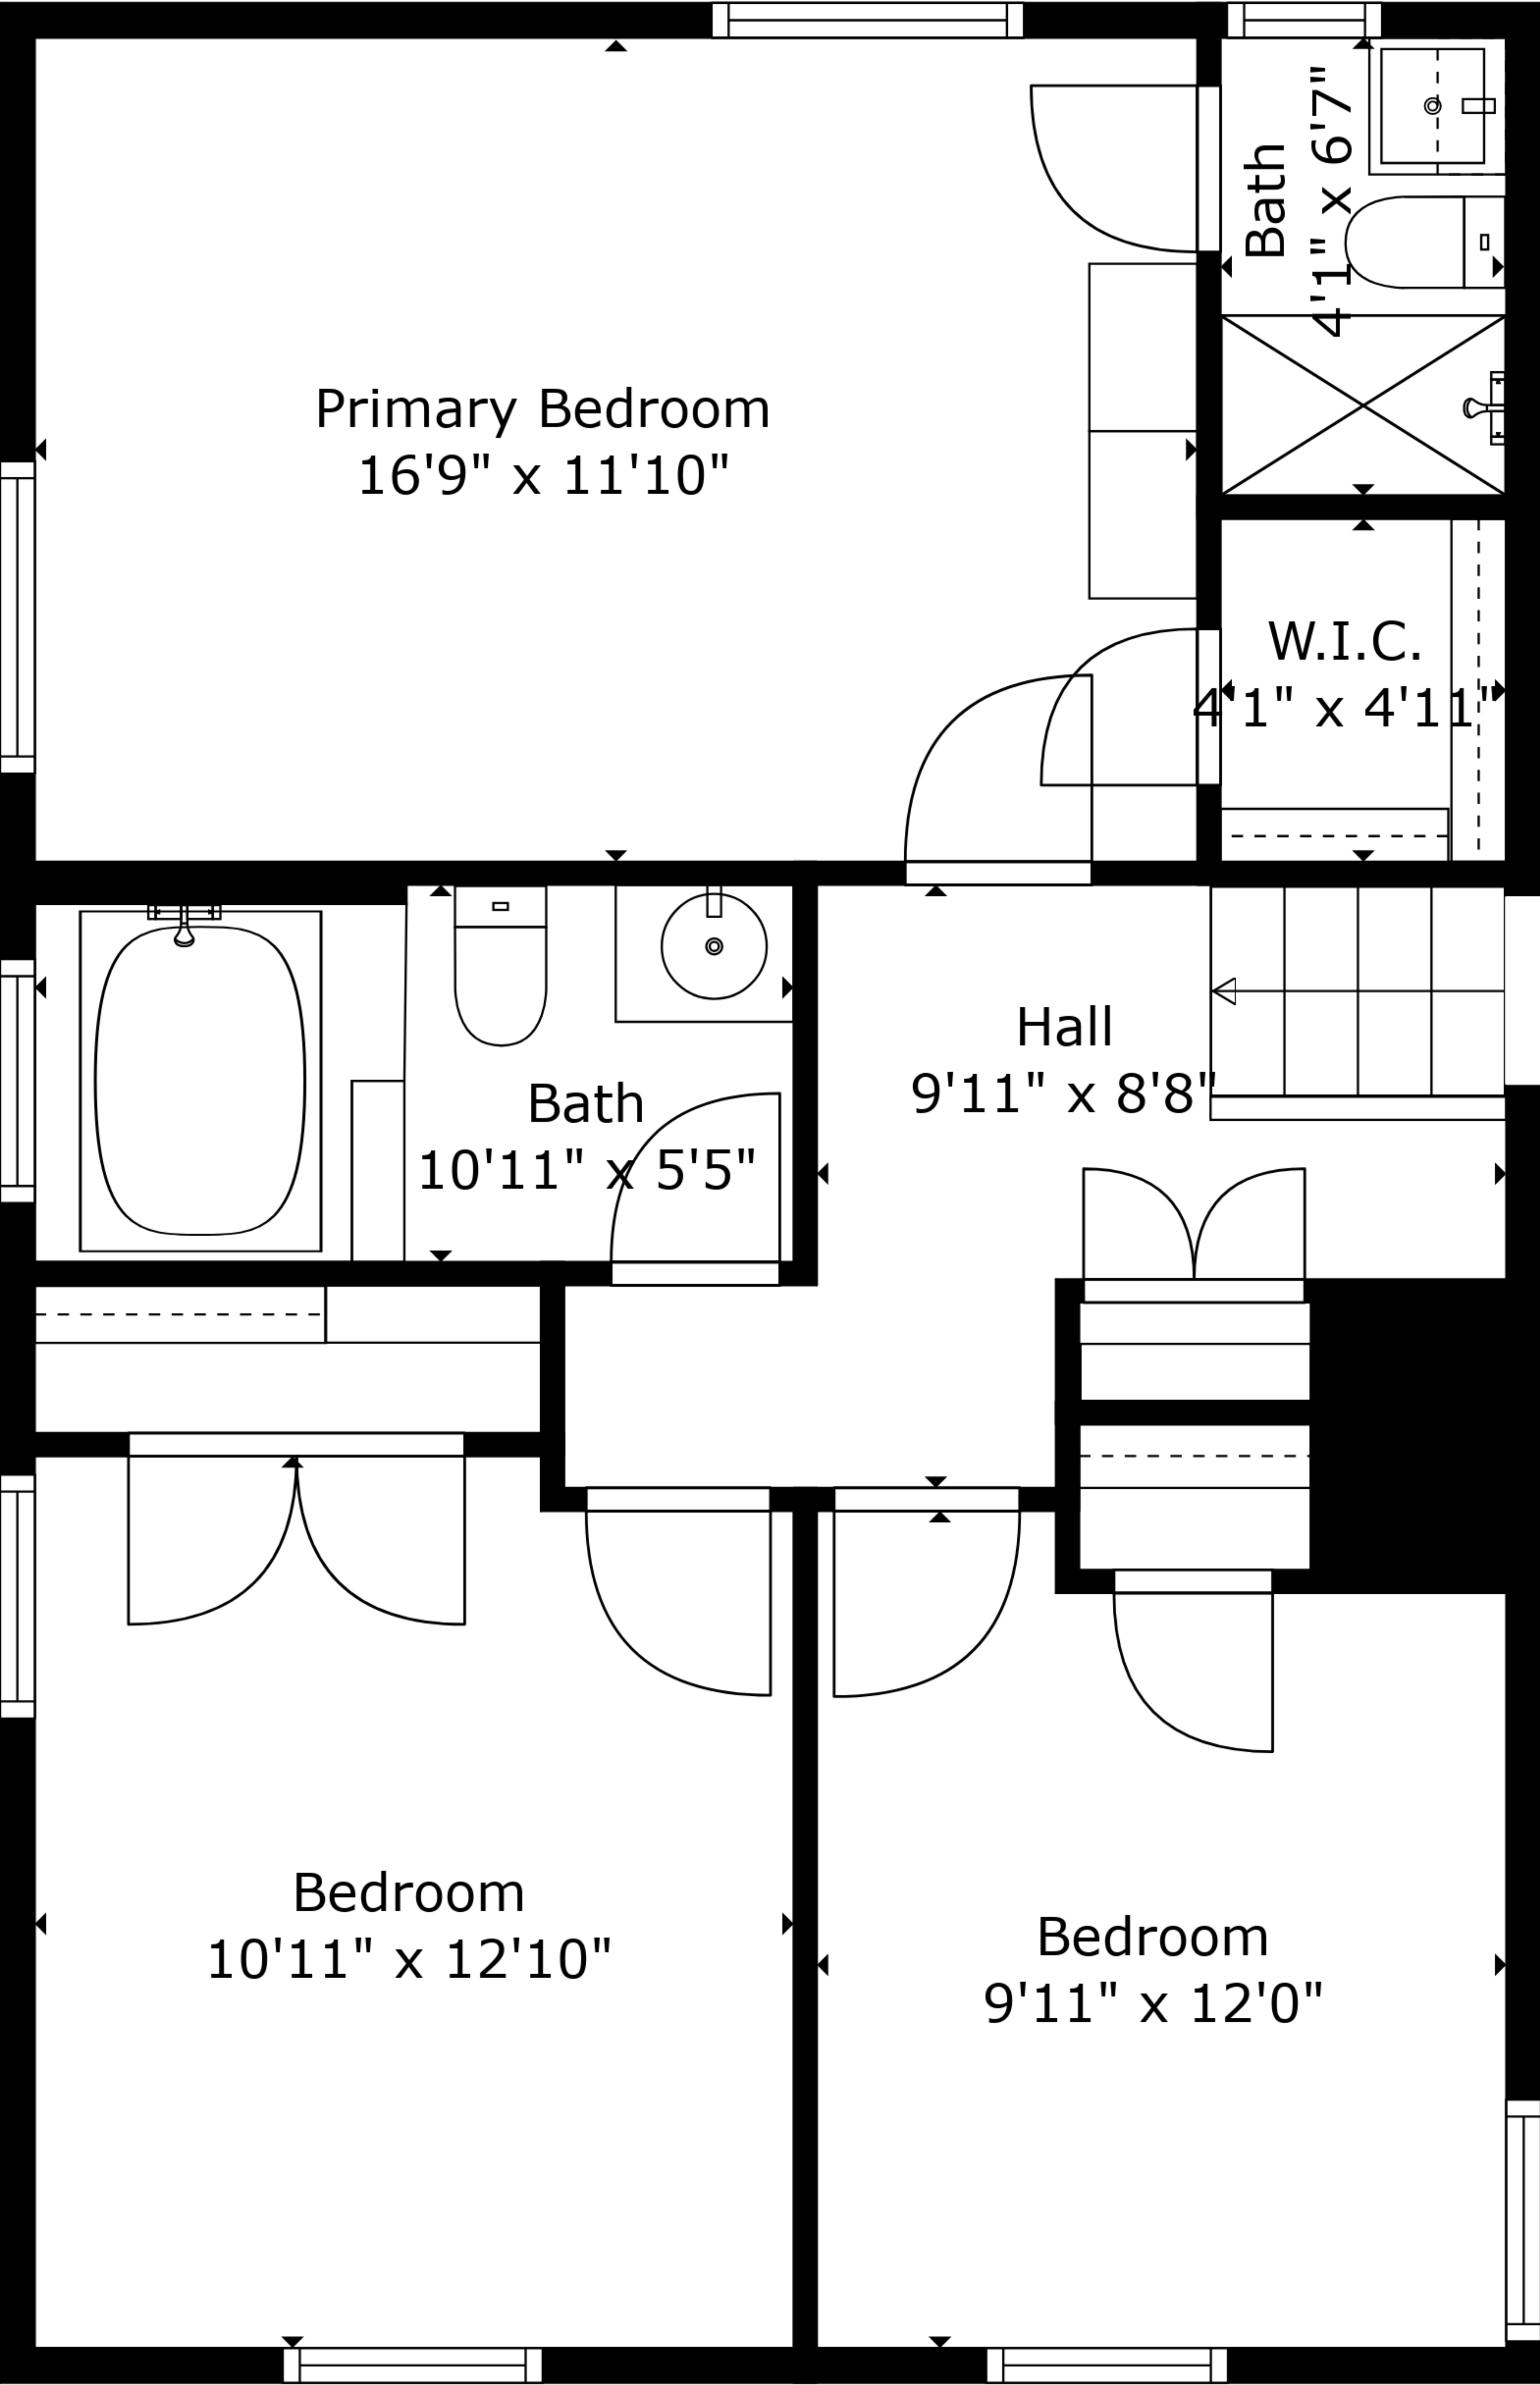 Bath
4'1" x 6'7"
Primary Bedroom
16'9" x 11'10"
W.I.C.
4'1" x 4'11"
Hall
9'11" x 8'8"
Bath
10'11" x 5'5"
Bedroom
10'11" x 12'10"
Bedroom
9'11" x 12'0"